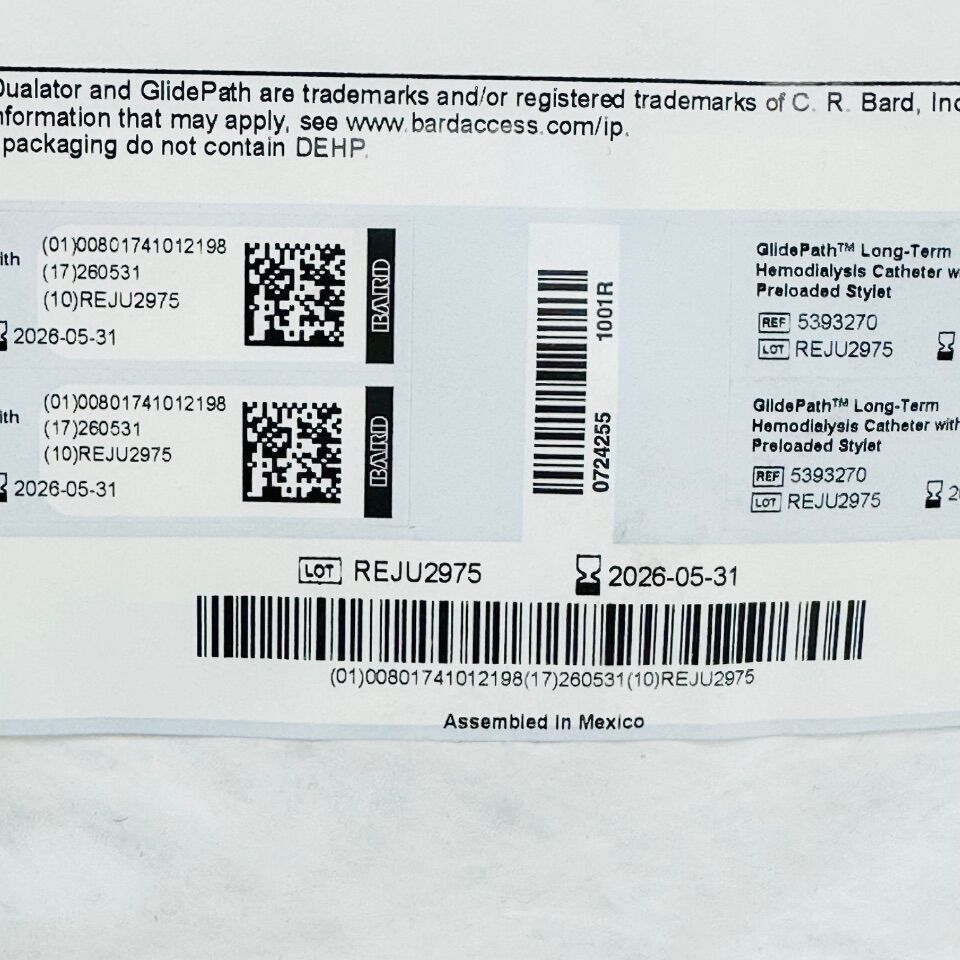 Dualator and GlidePath are trademarks and/or registered trademarks of C. R. Bard, Inc
nformation that may apply, see www.bardaccess.com/ip.
packaging do not contain DEHP.
ith
(01)00801741012198
(17)260531
(10)REJU2975
2026-05-31
BARD
ith
(01)00801741012198
(17)260531
(10)REJU2975
2026-05-31
BARD
0724255 1001R
GlidePath™ Long-Term
Hemodialysis Catheter w
Preloaded Stylet
REF 5393270
LOT REJU2975
GlidePath™ Long-Term
Hemodialysis Catheter with
Preloaded Stylet
REF 5393270
LOT REJU2975
LOT REJU2975
2026-05-31
(01)00801741012198(17)260531(10)REJU2975
Assembled in Mexico